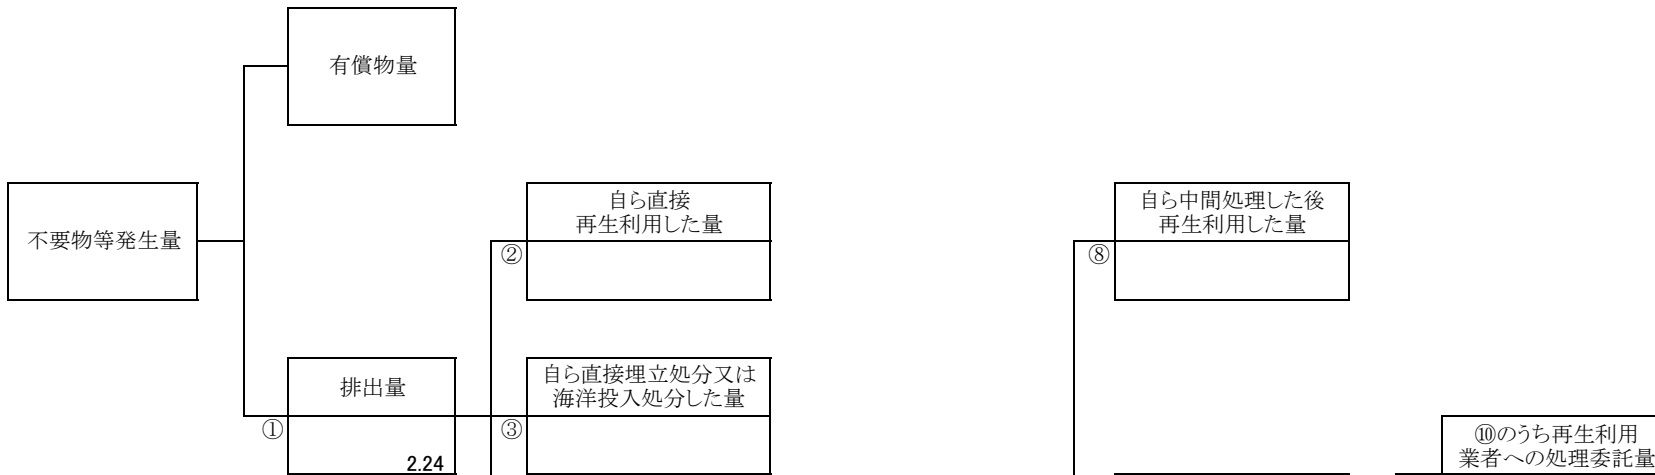 有償物量
不要物等発生量
自ら直接
再生利用した量
②
自ら中間処理した後
再生利用した量
⑧
排出量
①
2.24
自ら直接埋立処分又は
海洋投入処分した量
③
⑩のうち再生利用
業者への処理委託量